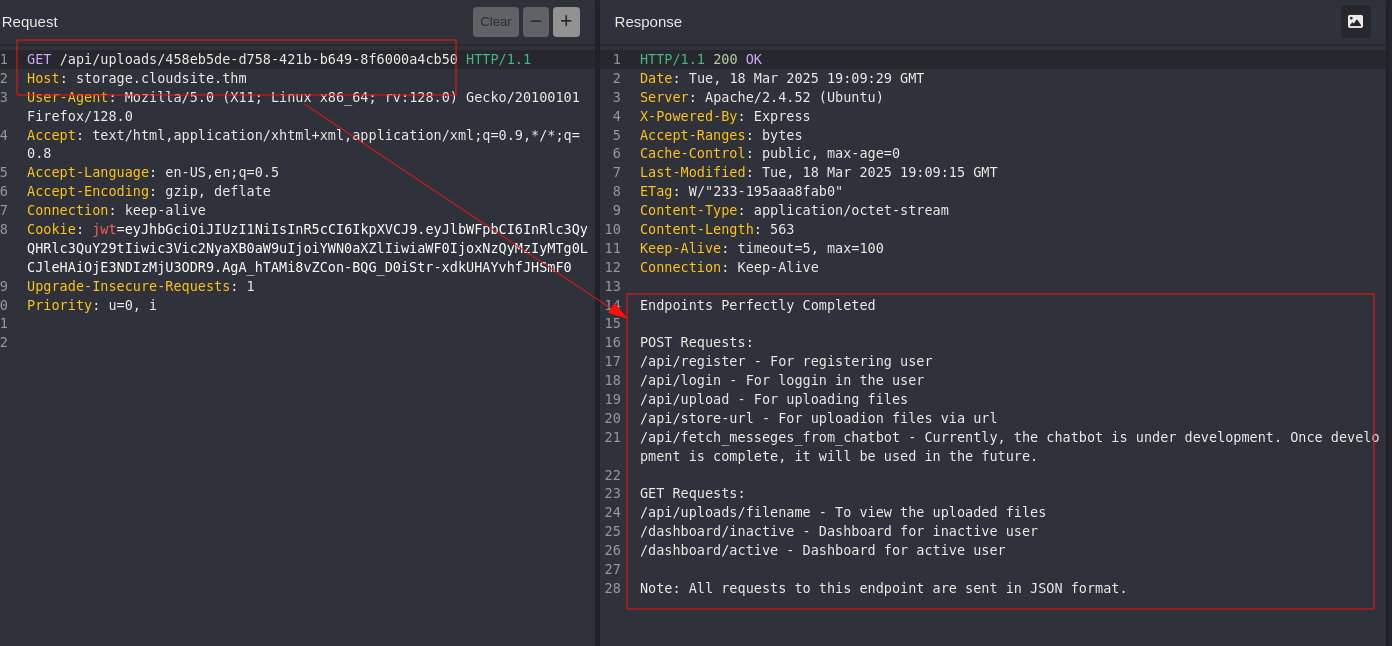 Request
Clear
1 GET /api/uploads/458eb5de-d758-421b-b649-8f6000a4cb50 HTTP/1.1
2 Host: storage.cloudsite.thm
3 User-Agent: Mozilla/5.0 (X11; Linux x86_64; rv:128.0) Gecko/20100101
Firefox/128.0
4 Accept: text/html,application/xhtml+xml,application/xml;q=0.9,*/*;q=
0.8
5 Accept-Language: en-US,en;q=0.5
6 Accept-Encoding: gzip, deflate
7 Connection: keep-alive
8 Cookie: jwt=eyJhbGciOiJIUzI1NiIsInR5cCI6IkpXVCJ9.eyJlbWFpbCI6InRlc3Qy
QHRlc3QuY29tIiwic3Vic2NyaXB0aW9uIjoiYWN0aXZlIiwiaWF0IjoxNzQyMzIyMTg0L
CJleHAiOjE3NDIzMjU3ODR9.AgA_hTAMi8vZCon-BQG_D0iStr-xdkUHAYvhfJHSmF0
9 Upgrade-Insecure-Requests: 1
0 Priority: u=0, i
1
2
Response
1 HTTP/1.1 200 OK
2 Date: Tue, 18 Mar 2025 19:09:29 GMT
3 Server: Apache/2.4.52 (Ubuntu)
4 X-Powered-By: Express
5 Accept-Ranges: bytes
6 Cache-Control: public, max-age=0
7 Last-Modified: Tue, 18 Mar 2025 19:09:15 GMT
8 ETag: W/"233-195aaa8fab0"
9 Content-Type: application/octet-stream
10 Content-Length: 563
11 Keep-Alive: timeout=5, max=100
12 Connection: Keep-Alive
13
14 Endpoints Perfectly Completed
15
16 POST Requests:
17 /api/register - For registering user
18 /api/login - For loggin in the user
19 /api/upload - For uploading files
20 /api/store-url - For uploadion files via url
21 /api/fetch_messeges_from_chatbot - Currently, the chatbot is under development. Once develo
pment is complete, it will be used in the future.
22
23 GET Requests:
24 /api/uploads/filename - To view the uploaded files
25 /dashboard/inactive - Dashboard for inactive user
26 /dashboard/active - Dashboard for active user
27
28 Note: All requests to this endpoint are sent in JSON format.